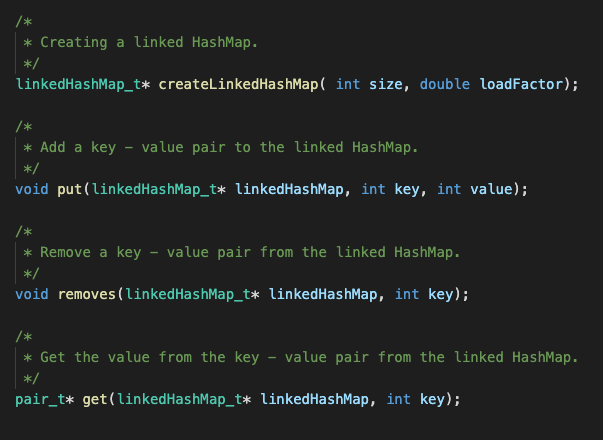 /*
 * Creating a linked HashMap.
 */
linkedHashMap_t* createLinkedHashMap( int size, double loadFactor);
/*
 * Add a key – value pair to the linked HashMap.
 */
void put(linkedHashMap_t* linkedHashMap, int key, int value);
/*
 * Remove a key – value pair from the linked HashMap.
 */
void removes(linkedHashMap_t* linkedHashMap, int key);
/*
 * Get the value from the key – value pair from the linked HashMap.
 */
pair_t* get(linkedHashMap_t* linkedHashMap, int key);